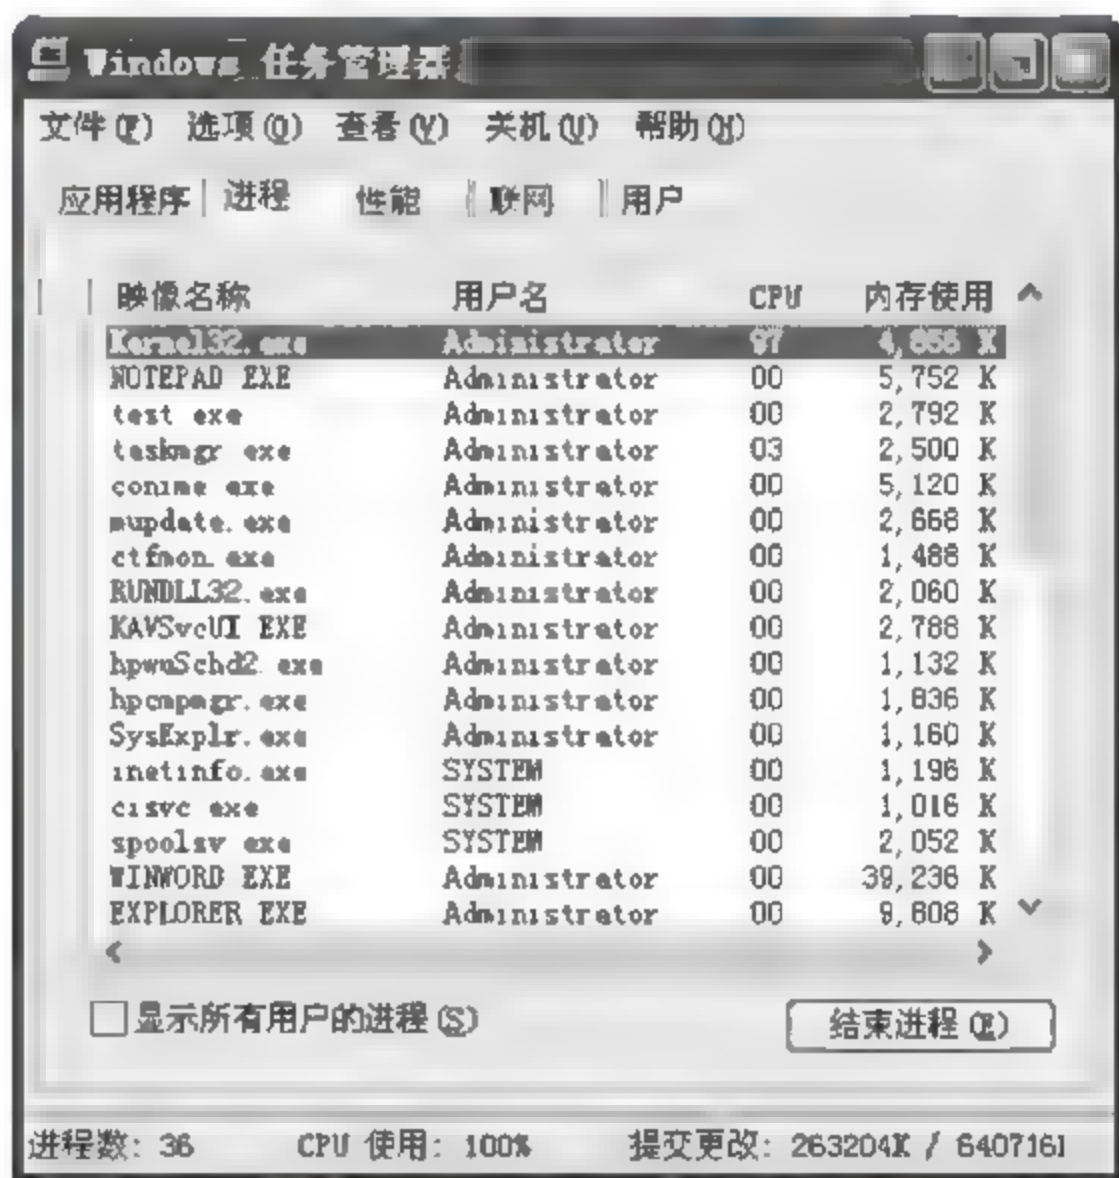 Windows 任务管理器
文件(F) 选项(O) 查看(V) 关机(U) 帮助(H)
应用程序 进程 性能 联网 用户
映像名称 用户名 CPU 内存使用
Kernel32.exe Administrator 97 4,858 K
NOTEPAD EXE Administrator 00 5,752 K
test exe Administrator 00 2,792 K
taskmgr exe Administrator 03 2,500 K
conime exe Administrator 00 5,120 K
mupdate.exe Administrator 00 2,668 K
ctfmon.exe Administrator 00 1,488 K
RUNDLL32.exe Administrator 00 2,060 K
KAVSvcUI EXE Administrator 00 2,788 K
hpwuSchd2.exe Administrator 00 1,132 K
hpcmpmgr.exe Administrator 00 1,836 K
SysExplr.exe Administrator 00 1,160 K
inetinfo.exe SYSTEM 00 1,196 K
cisvc exe SYSTEM 00 1,016 K
spoolsv exe SYSTEM 00 2,052 K
WINWORD EXE Administrator 00 39,236 K
EXPLORER EXE Administrator 00 9,808 K
显示所有用户的进程(S) 结束进程(E)
进程数: 36 CPU 使用: 100% 提交更改: 263204K / 640716